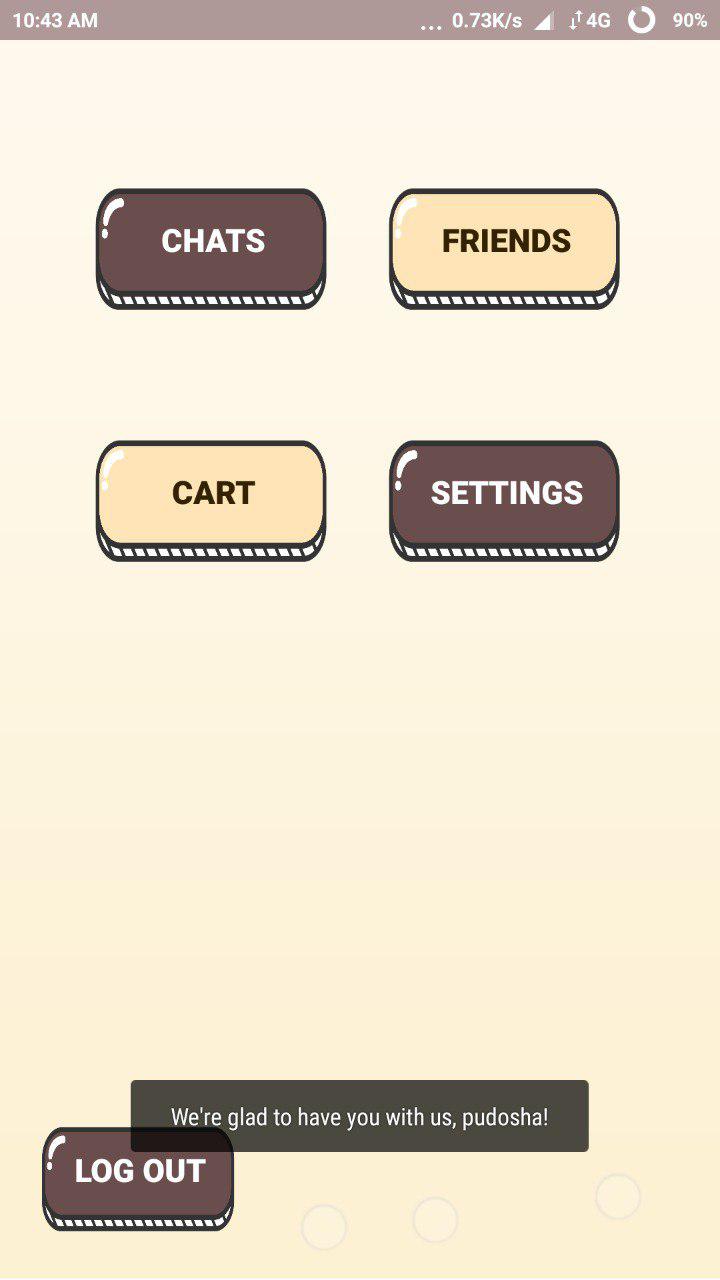 10:43 AM ... 0.73K/s 4G 90%
CHATS FRIENDS
CART SETTINGS
We're glad to have you with us, pudosha!
LOG OUT